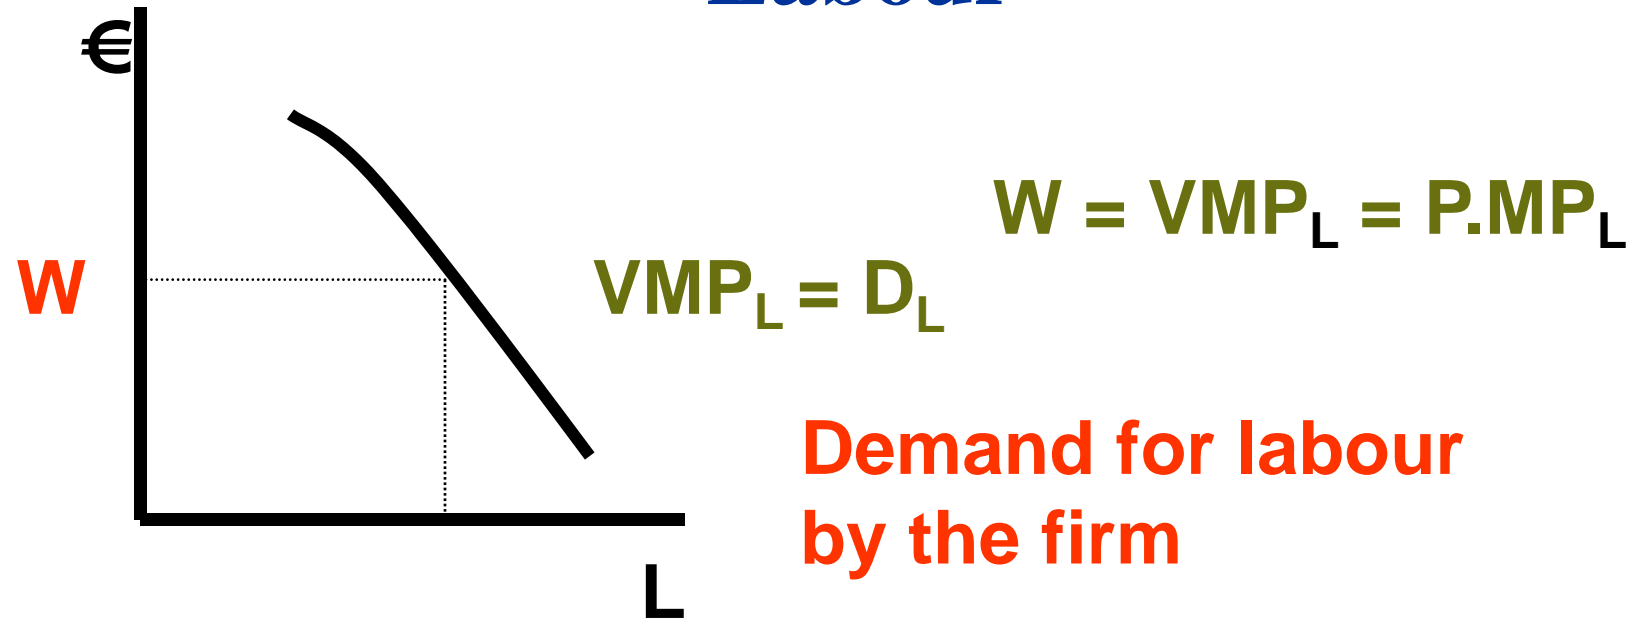 €
W = VMPL = P.MPL
W
VMPL = DL
Demand for labour
by the firm
L